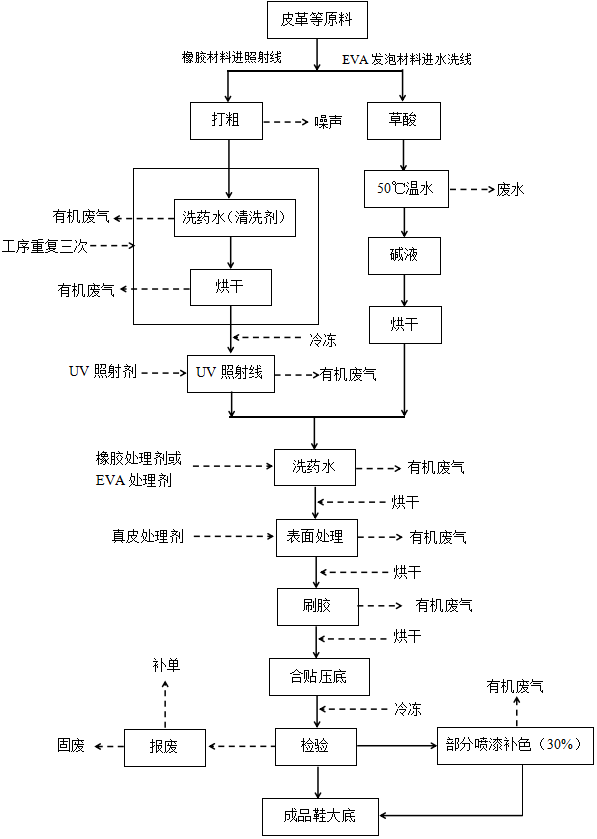 皮革等原料
橡胶材料进照射线
EVA 发泡材料进水洗线
打粗
噪声
草酸
50℃温水
废水
有机废气
洗药水（清洗剂）
工序重复三次
碱液
有机废气
烘干
烘干
冷冻
UV 照射剂
UV 照射线
有机废气
橡胶处理剂或
EVA 处理剂
洗药水
有机废气
烘干
真皮处理剂
表面处理
有机废气
烘干
刷胶
有机废气
烘干
补单
合贴压底
有机废气
冷冻
固废
报废
检验
部分喷漆补色（30%）
成品鞋大底